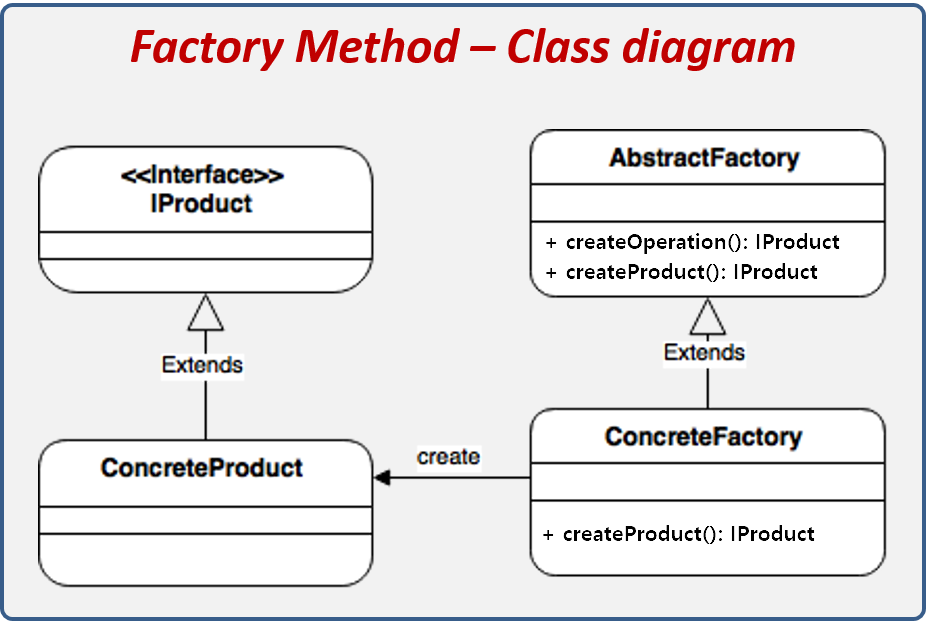 Factory Method – Class diagram
<<Interface>>
IProduct
Extends
ConcreteProduct
AbstractFactory
+ createOperation(): IProduct
+ createProduct(): IProduct
Extends
ConcreteFactory
+ createProduct(): IProduct
create